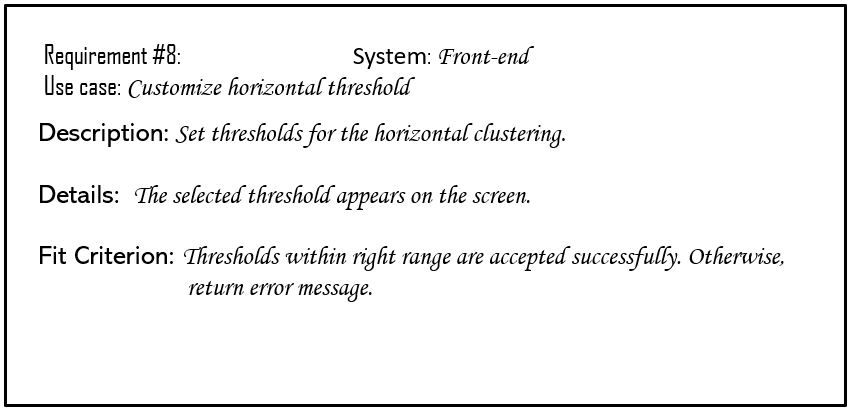 Requirement #8: System: Front-end
Use case: Customize horizontal threshold
Description: Set thresholds for the horizontal clustering.
Details: The selected threshold appears on the screen.
Fit Criterion: Thresholds within right range are accepted successfully. Otherwise,
return error message.